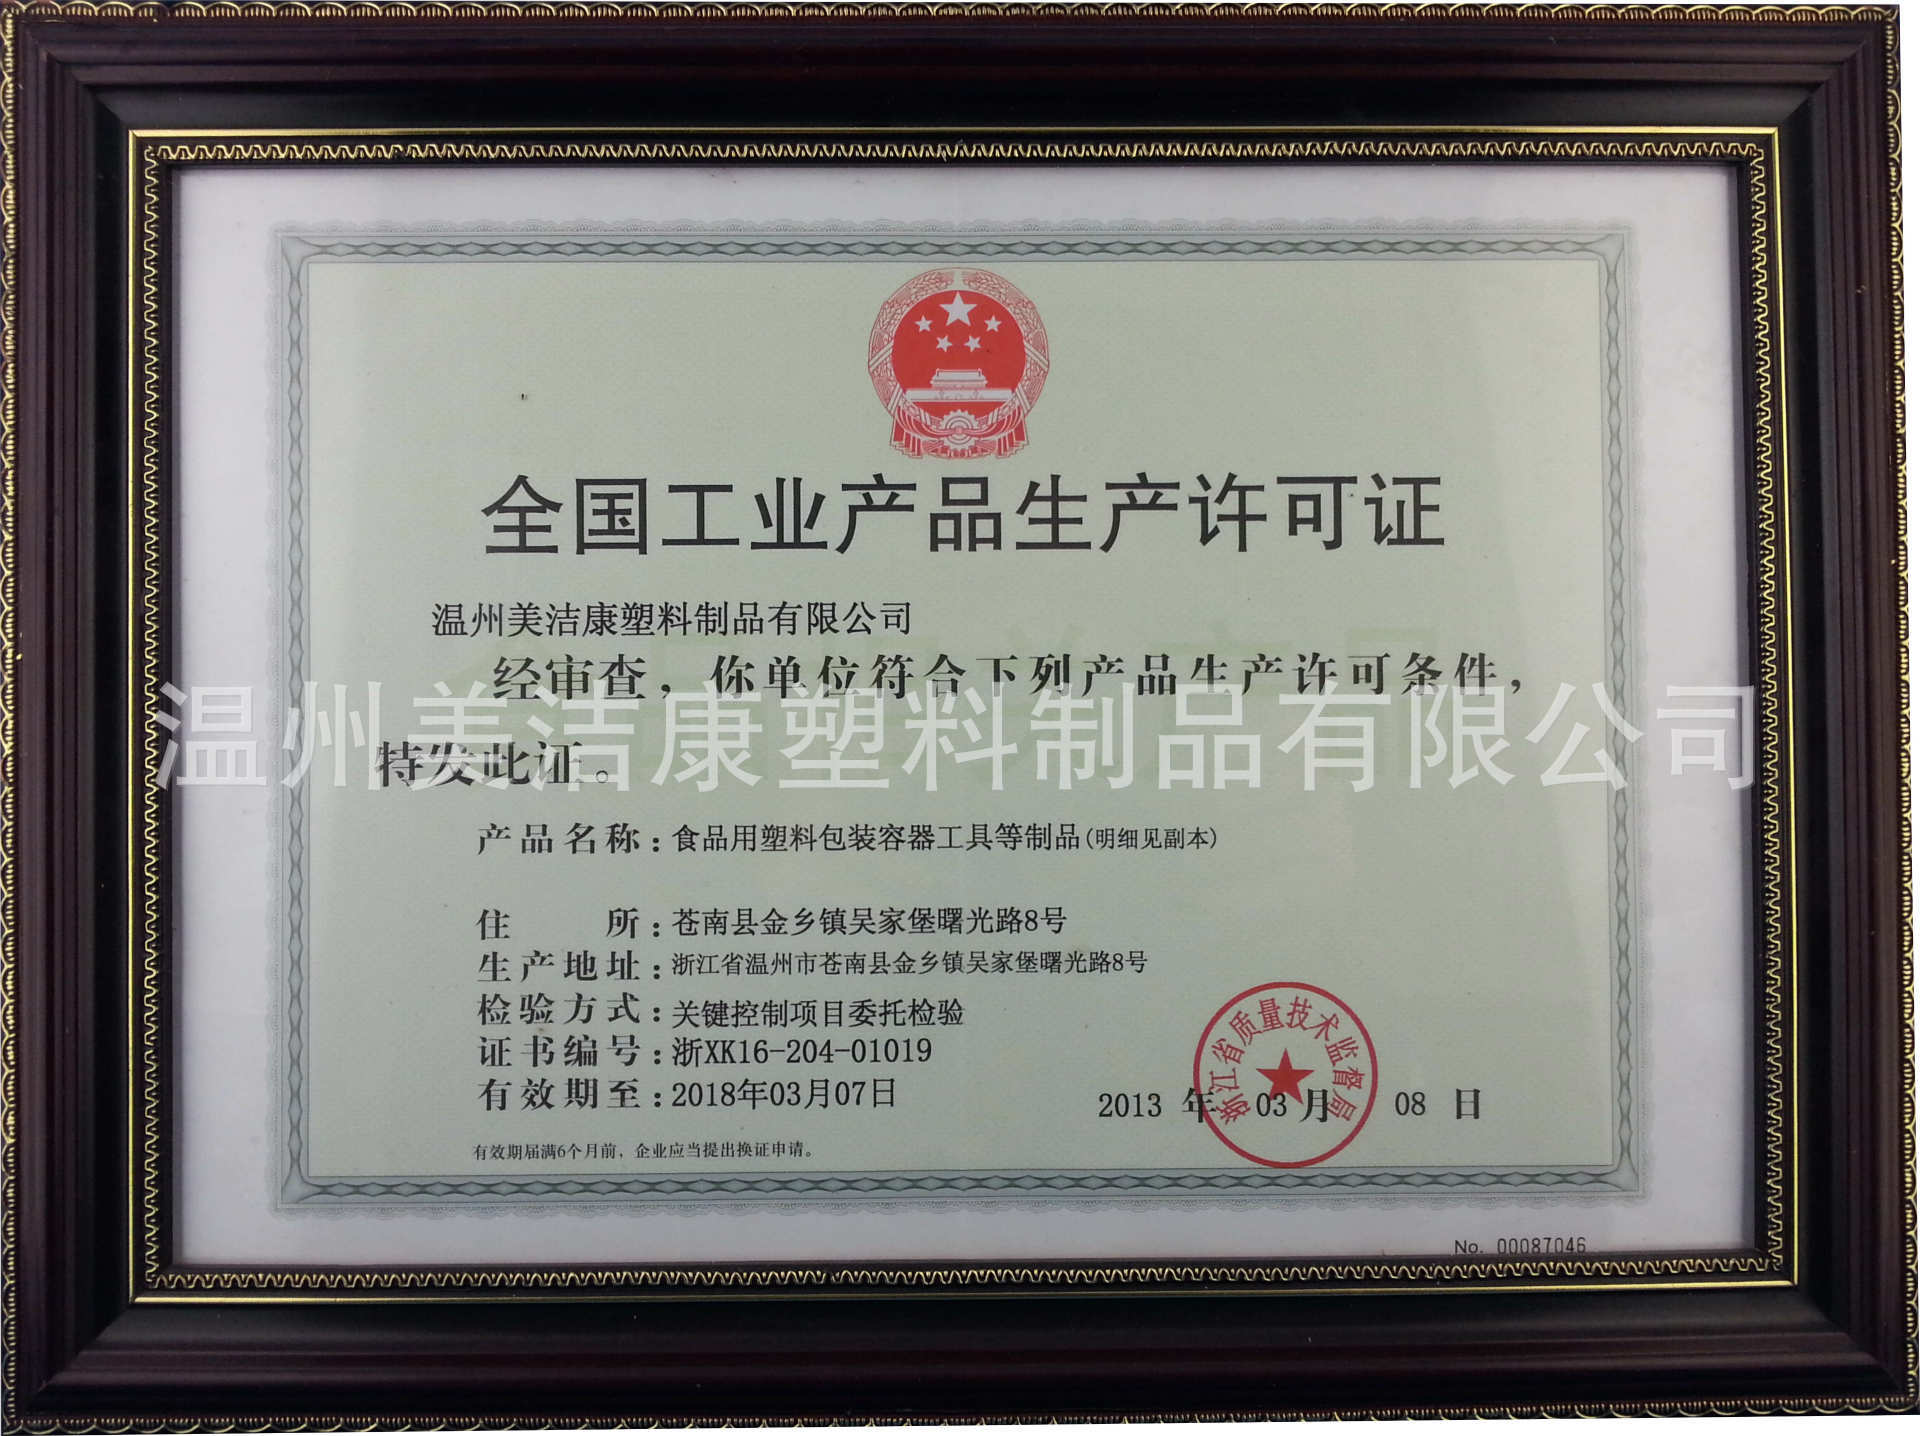 全国工业产品生产许可证
温州美洁康塑料制品有限公司
经审查，你单位符合下列产品生产许可条件，
温州美洁康塑料制品有限公司
特发此证。
产品名称：食品用塑料包装容器工具等制品(明细见副本)
住所：苍南县金乡镇吴家堡曙光路8号
生产地址：浙江省温州市苍南县金乡镇吴家堡曙光路8号
检验方式：关键控制项目委托检验
证书编号：浙XK16-204-01019
有效期至：2018年03月07日
浙江省质量技术监督局
2013 年 03 月 08 日
有效期届满6个月前，企业应当提出换证申请。
No. 00087046